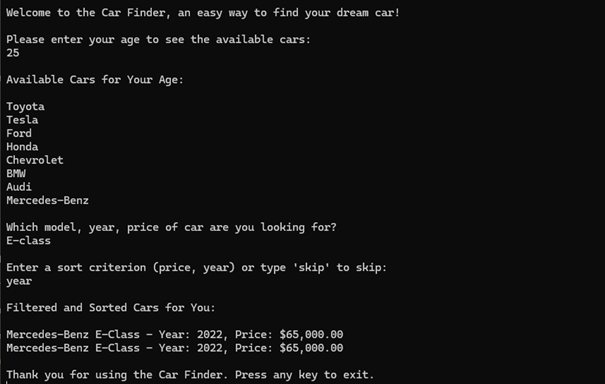 Welcome to the Car Finder, an easy way to find your dream car!
Please enter your age to see the available cars:
25
Available Cars for Your Age:
Toyota
Tesla
Ford
Honda
Chevrolet
BMW
Audi
Mercedes-Benz
Which model, year, price of car are you looking for?
E-class
Enter a sort criterion (price, year) or type 'skip' to skip:
year
Filtered and Sorted Cars for You:
Mercedes-Benz E-Class - Year: 2022, Price: $65,000.00
Mercedes-Benz E-Class - Year: 2022, Price: $65,000.00
Thank you for using the Car Finder. Press any key to exit.